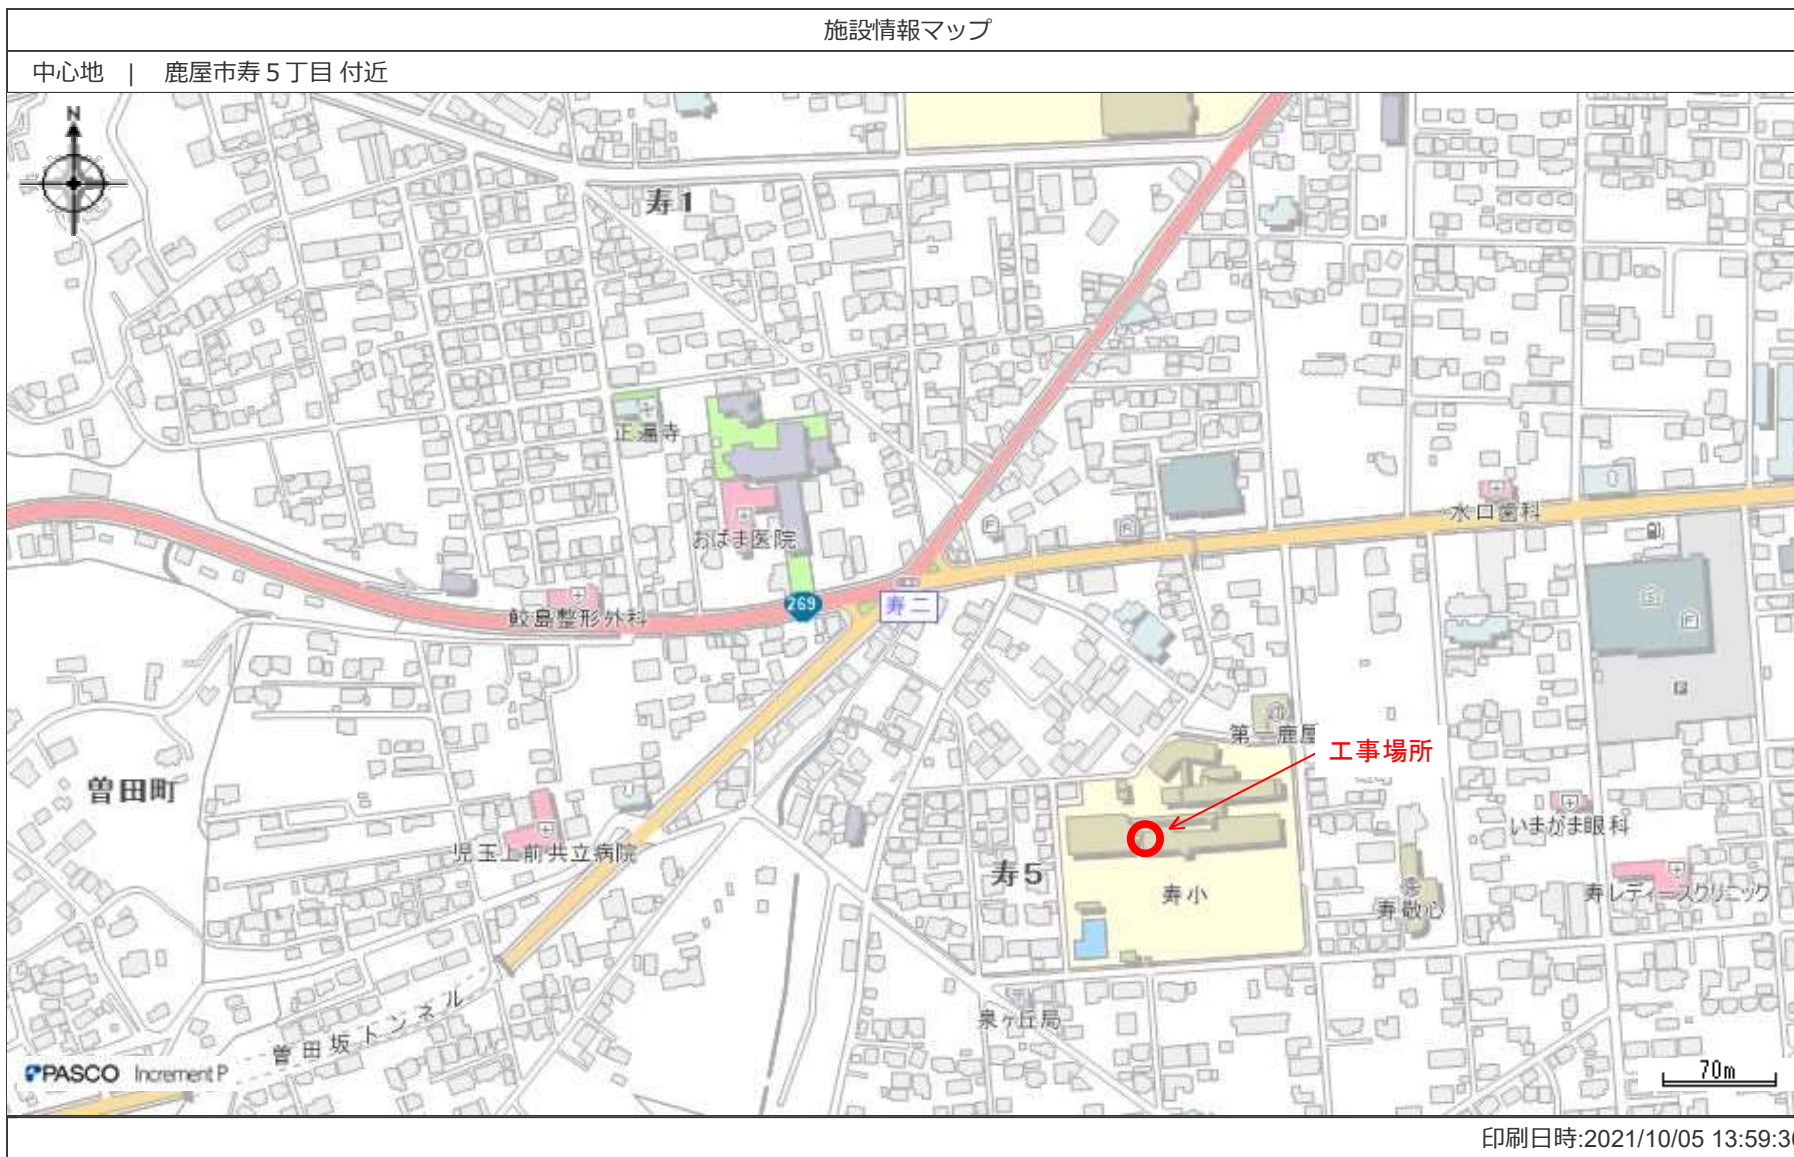 施設情報マップ
中心地 | 鹿屋市寿5丁目 付近
N
寿1
正遍寺
おばま医院
水口歯科
鮫島整形外科
269
寿二
第一鹿屋
工事場所
曽田町
児玉上前共立病院
いまがま眼科
寿5
寿小
寿敬心
寿レディースクリニック
泉ヶ丘局
曽田坂トンネル
PASCO Increment P
70m
印刷日時:2021/10/05 13:59:36